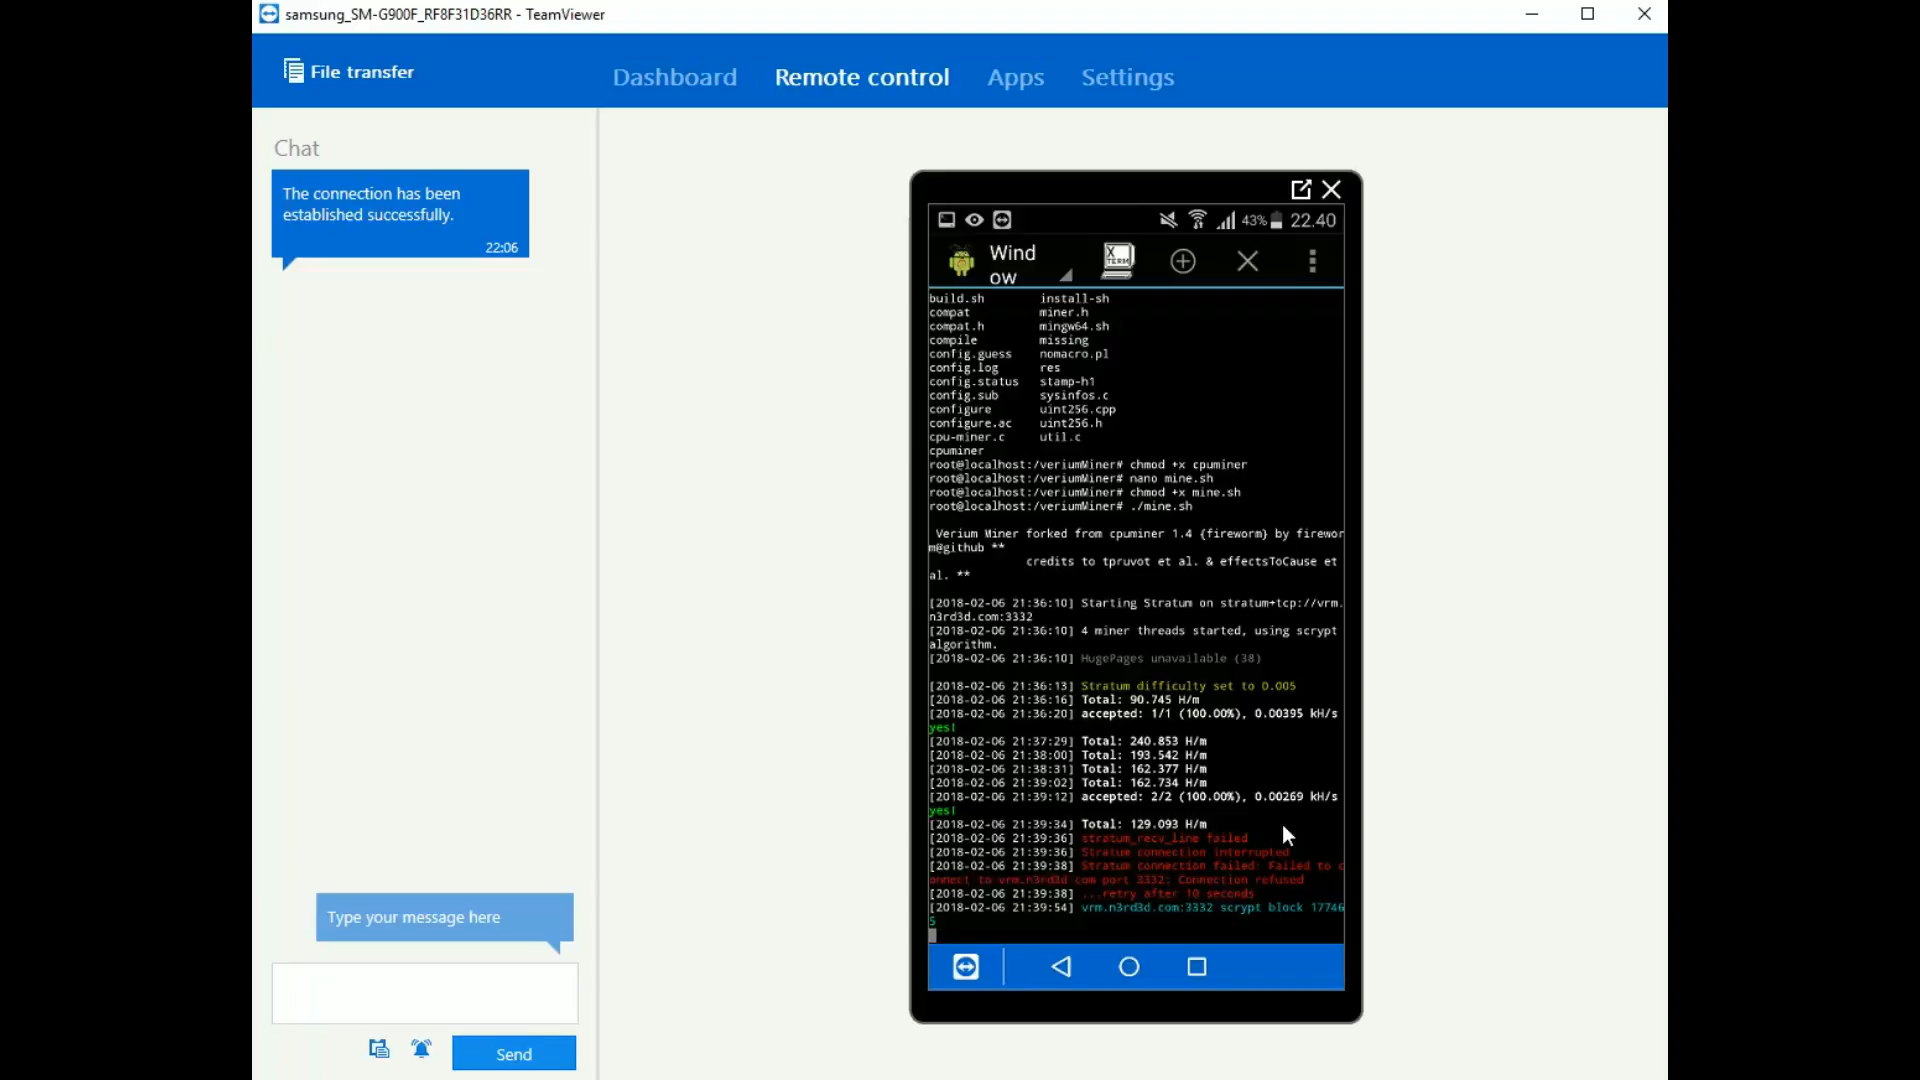 samsung_SM-G900F_RF8F31D36RR - TeamViewer
File transfer
Dashboard
Remote control
Apps
Settings
Chat
The connection has been
established successfully.
22:06
Type your message here
Send
43%
22.40
Wind
ow
X
TERM
build.sh install-sh
compat miner.h
compat.h mingw64.sh
compile missing
config.guess nomacro.pl
config.log res
config.status stamp-h1
config.sub sysinfos.c
configure uint256.cpp
configure.ac uint256.h
cpu-miner.c util.c
cpuminer
root@localhost:/veriumMiner# chmod +x cpuminer
root@localhost:/veriumMiner# nano mine.sh
root@localhost:/veriumMiner# chmod +x mine.sh
root@localhost:/veriumMiner# ./mine.sh
Verium Miner forked from cpuminer 1.4 {fireworm} by firewor
m@github **
credits to tpruvot et al. & effectsToCause et
al. **
[2018-02-06 21:36:10] Starting Stratum on stratum+tcp://vrm.
n3rd3d.com:3332
[2018-02-06 21:36:10] 4 miner threads started, using scrypt
algorithm.
[2018-02-06 21:36:10] HugePages unavailable (38)
[2018-02-06 21:36:13] Stratum difficulty set to 0.005
[2018-02-06 21:36:16] Total: 90.745 H/m
[2018-02-06 21:36:20] accepted: 1/1 (100.00%), 0.00395 kH/s
yes!
[2018-02-06 21:37:29] Total: 240.853 H/m
[2018-02-06 21:38:00] Total: 193.542 H/m
[2018-02-06 21:38:31] Total: 162.377 H/m
[2018-02-06 21:39:02] Total: 162.734 H/m
[2018-02-06 21:39:12] accepted: 2/2 (100.00%), 0.00269 kH/s
yes!
[2018-02-06 21:39:34] Total: 129.093 H/m
[2018-02-06 21:39:36] stratum_recv_line failed
[2018-02-06 21:39:36] Stratum connection interrupted
[2018-02-06 21:39:38] Stratum connection failed: Failed to c
onnect to vrm.n3rd3d.com port 3332: Connection refused
[2018-02-06 21:39:38] ...retry after 10 seconds
[2018-02-06 21:39:54] vrm.n3rd3d.com:3332 scrypt block 17746
5